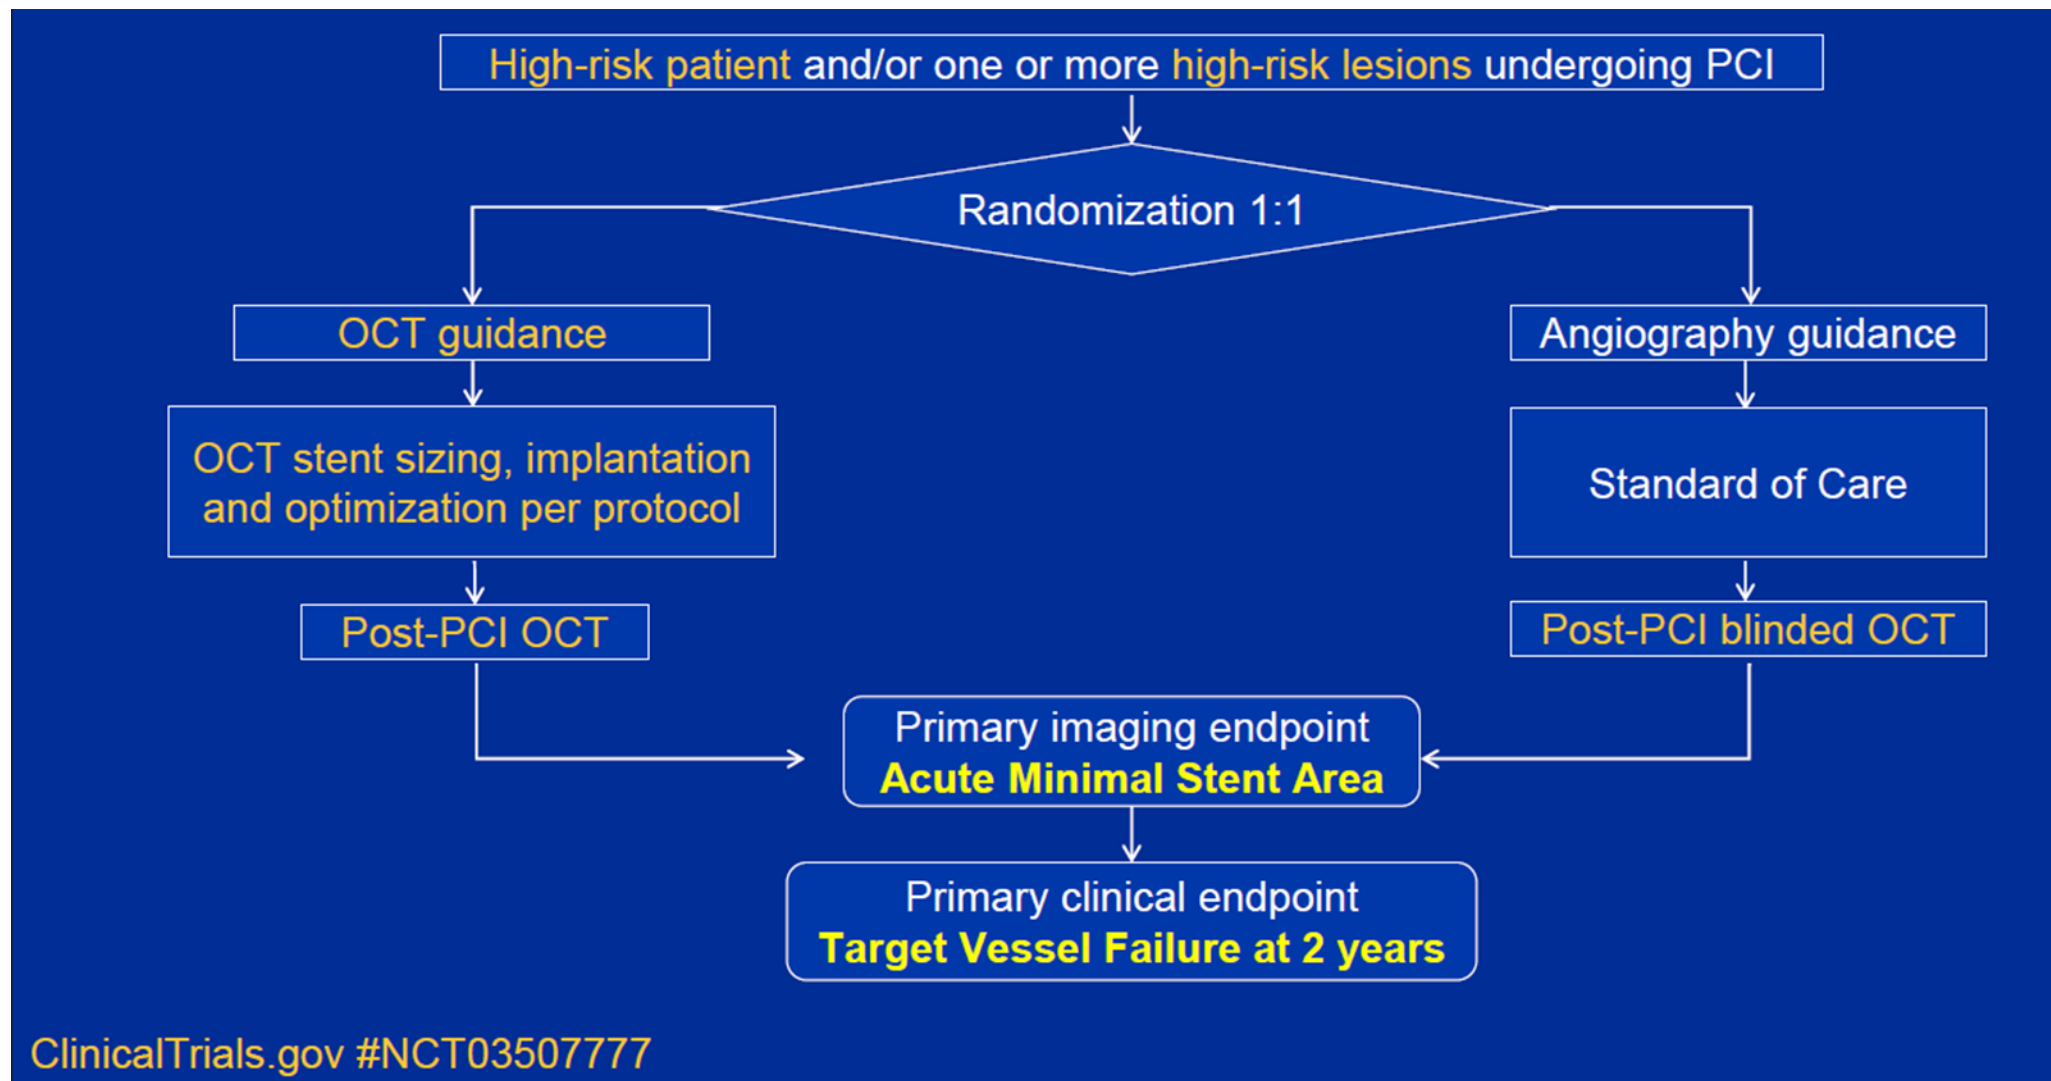 High-risk patient and/or one or more high-risk lesions undergoing PCI
Randomization 1:1
OCT guidance
Angiography guidance
OCT stent sizing, implantation
and optimization per protocol
Standard of Care
Post-PCI OCT
Post-PCI blinded OCT
Primary imaging endpoint
Acute Minimal Stent Area
Primary clinical endpoint
Target Vessel Failure at 2 years
ClinicalTrials.gov #NCT03507777